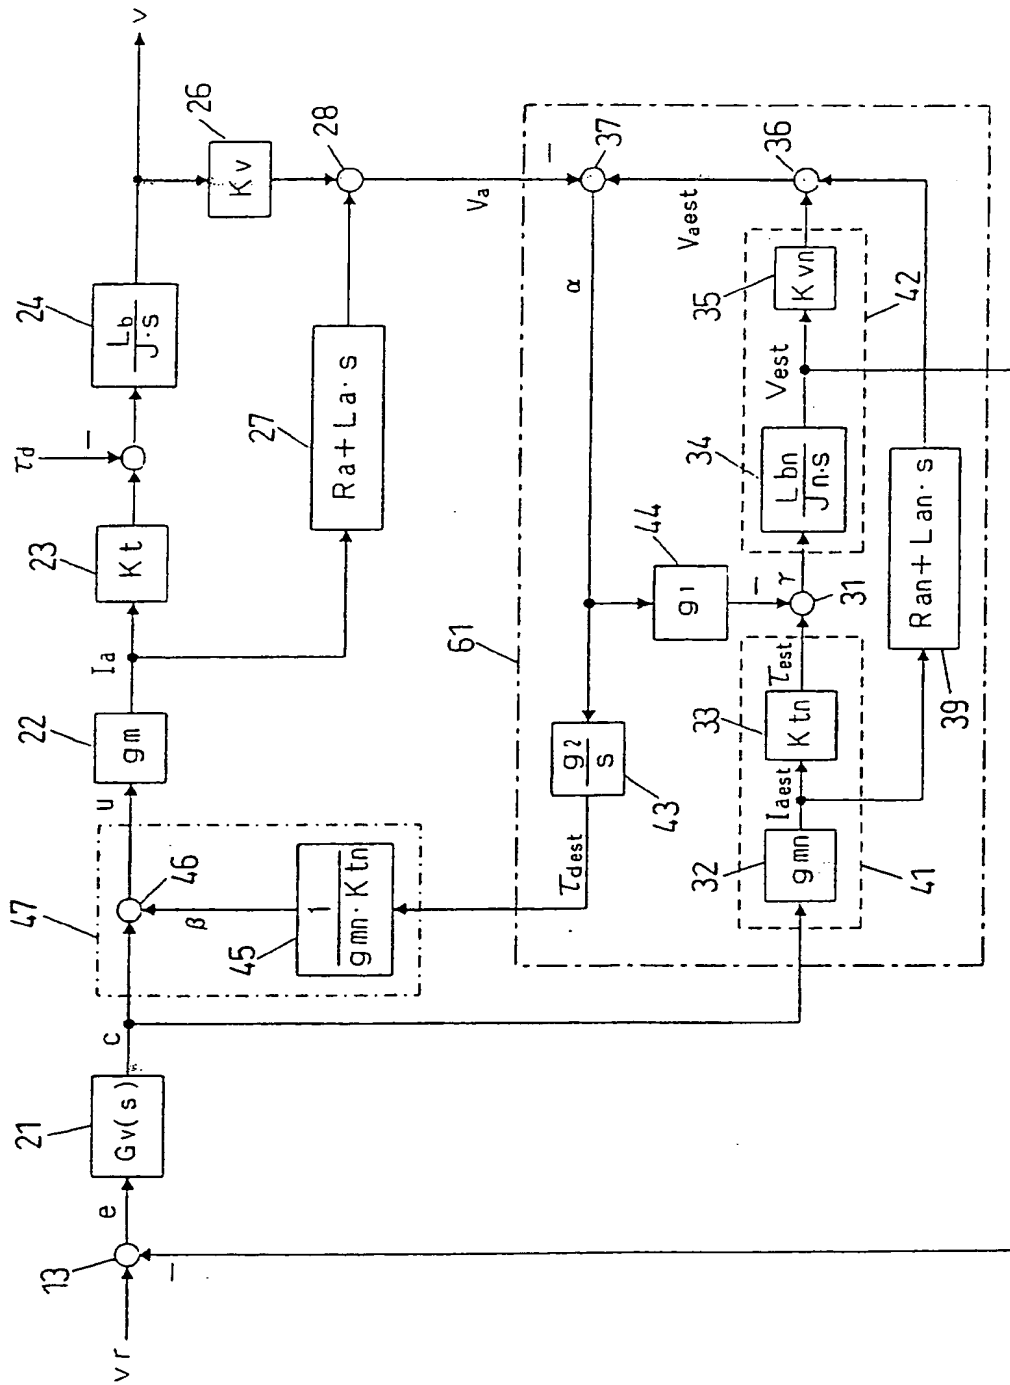 vr
13
−
e
21
Gv(s)
c
47
46
u
β
45
1
gmn·Ktn
22
gm
Ia
23
Kt
τd
−
24
Lb
J·s
v
26
Kv
27
Ra+La·s
28
Va
−
37
61
α
τdest
43
g2
s
44
g1
−
Vaest
36
32
gmn
41
Iaest
33
Ktn
τest
31
γ
34
Lbn
Jn·s
Vest
35
Kvn
42
39
Ran+Lan·s